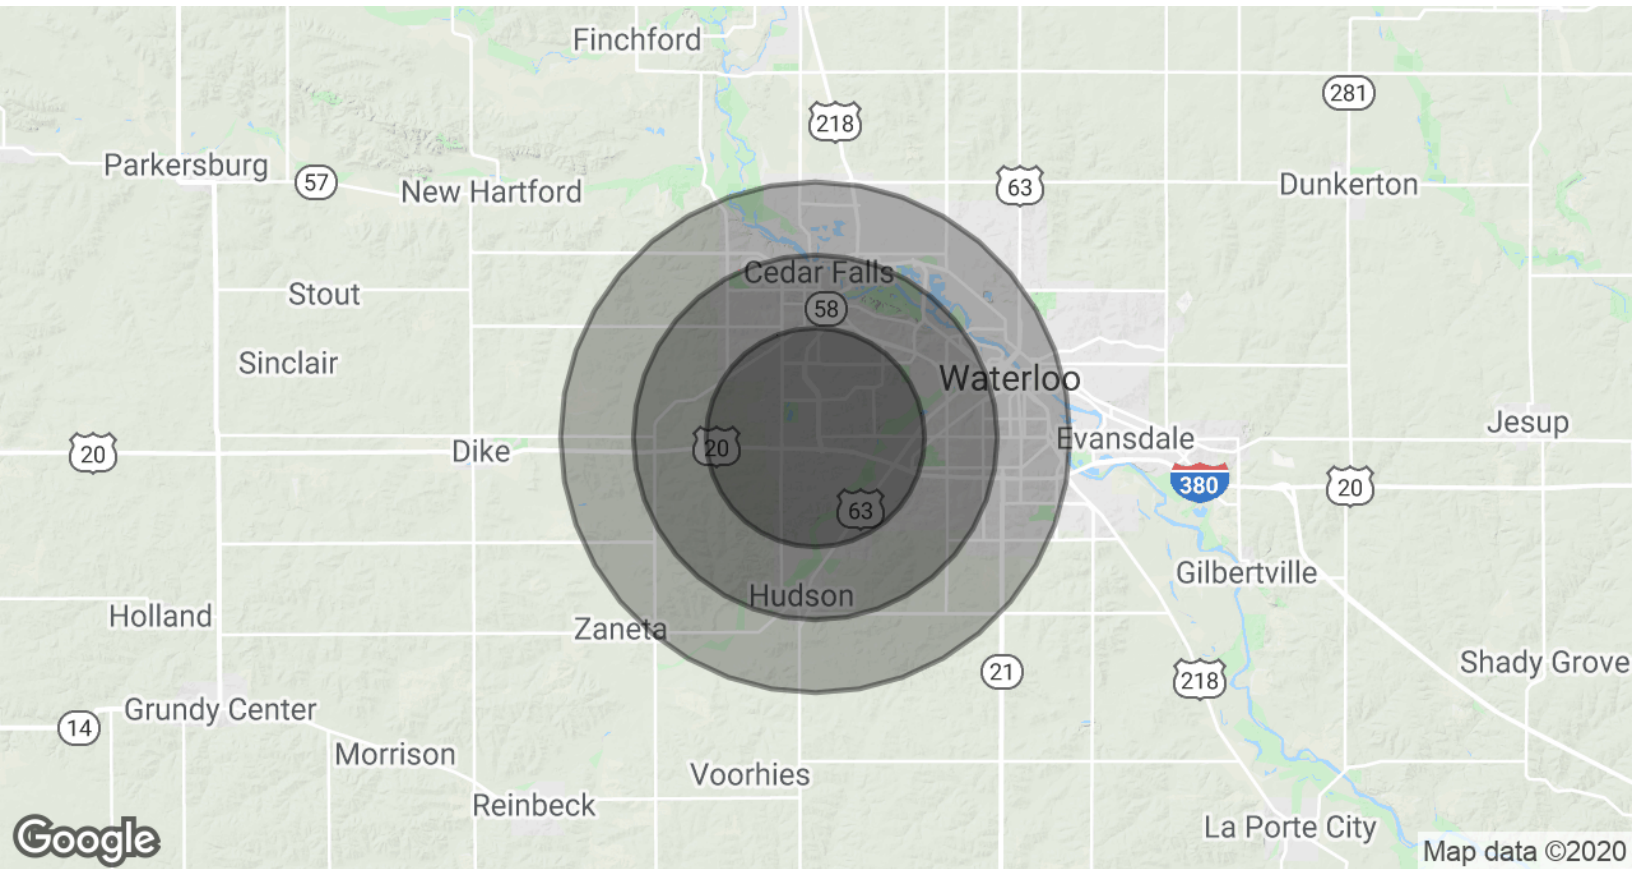 Finchford
281
218
Parkersburg
57
New Hartford
63
Dunkerton
Cedar Falls
Stout
58
Sinclair
Waterloo
Jesup
Evansdale
20
Dike
20
380
20
63
Gilbertville
Hudson
Holland
Zaneta
Shady Grove
21
218
Grundy Center
14
Morrison
Voorhies
Reinbeck
La Porte City
Google
Map data ©2020